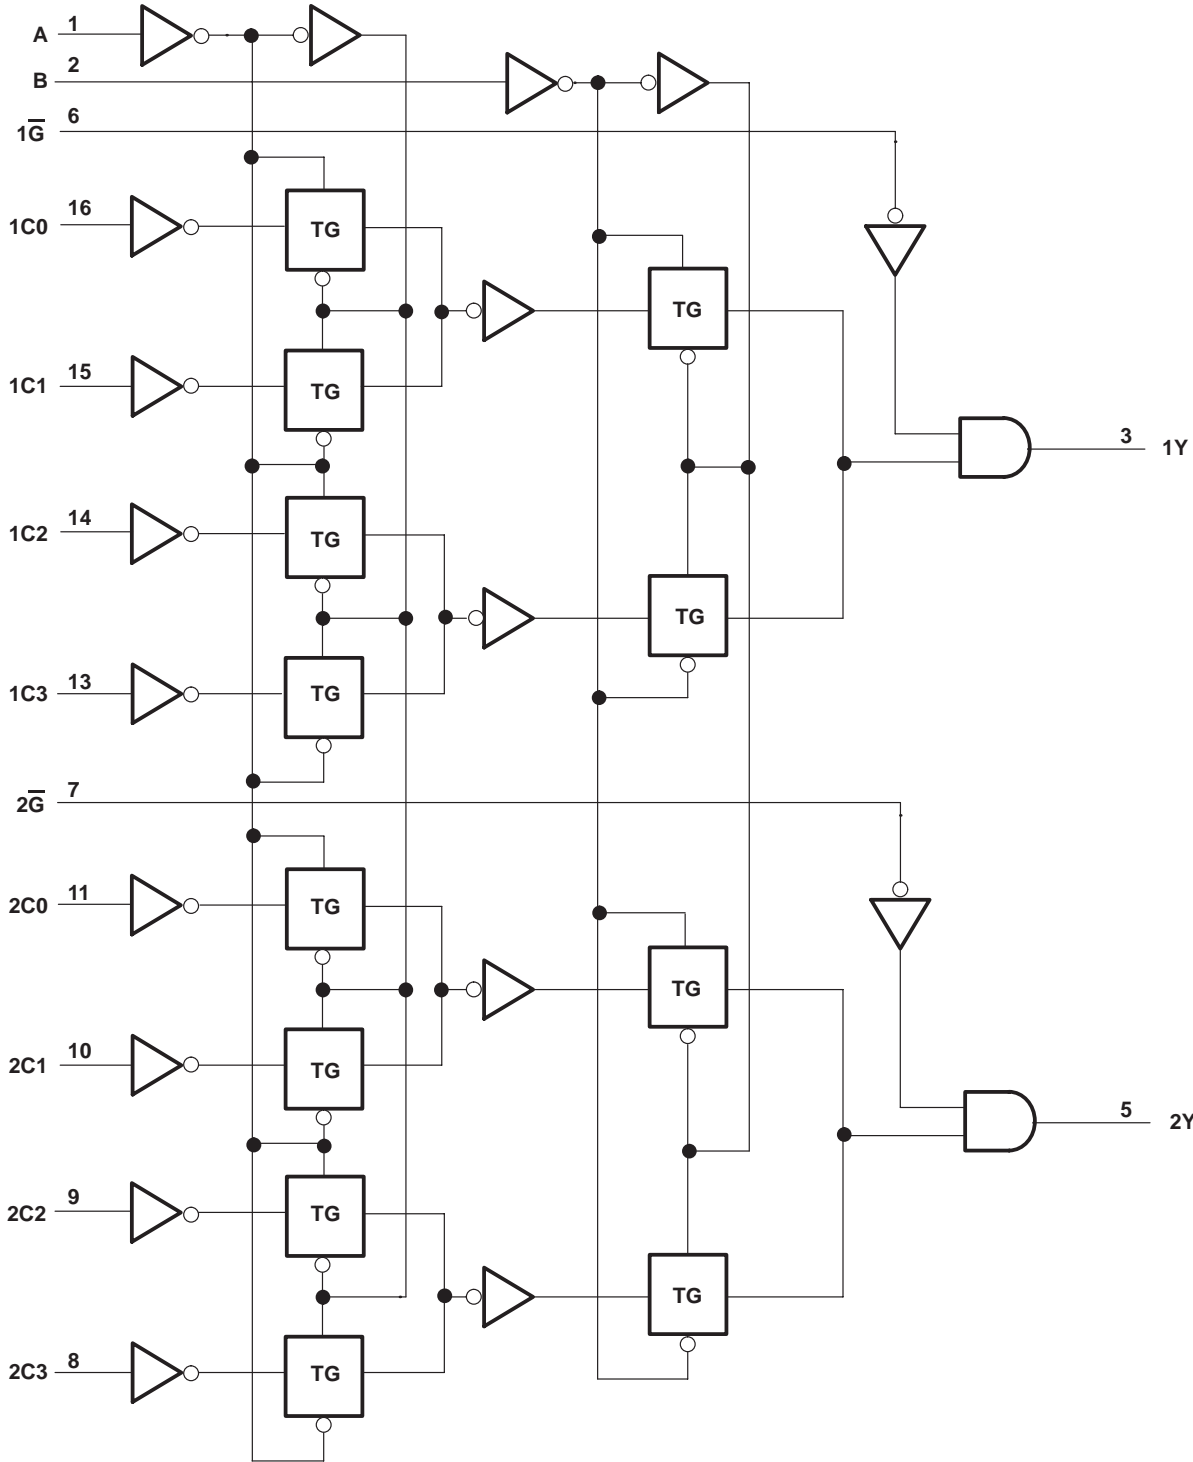 A 1
B 2
1G̅ 6
1C0 16 TG
TG
1C1 15 TG
3 1Y
1C2 14 TG
TG
1C3 13 TG
2G̅ 7
2C0 11 TG
TG
2C1 10 TG
5 2Y
2C2 9 TG
TG
2C3 8 TG